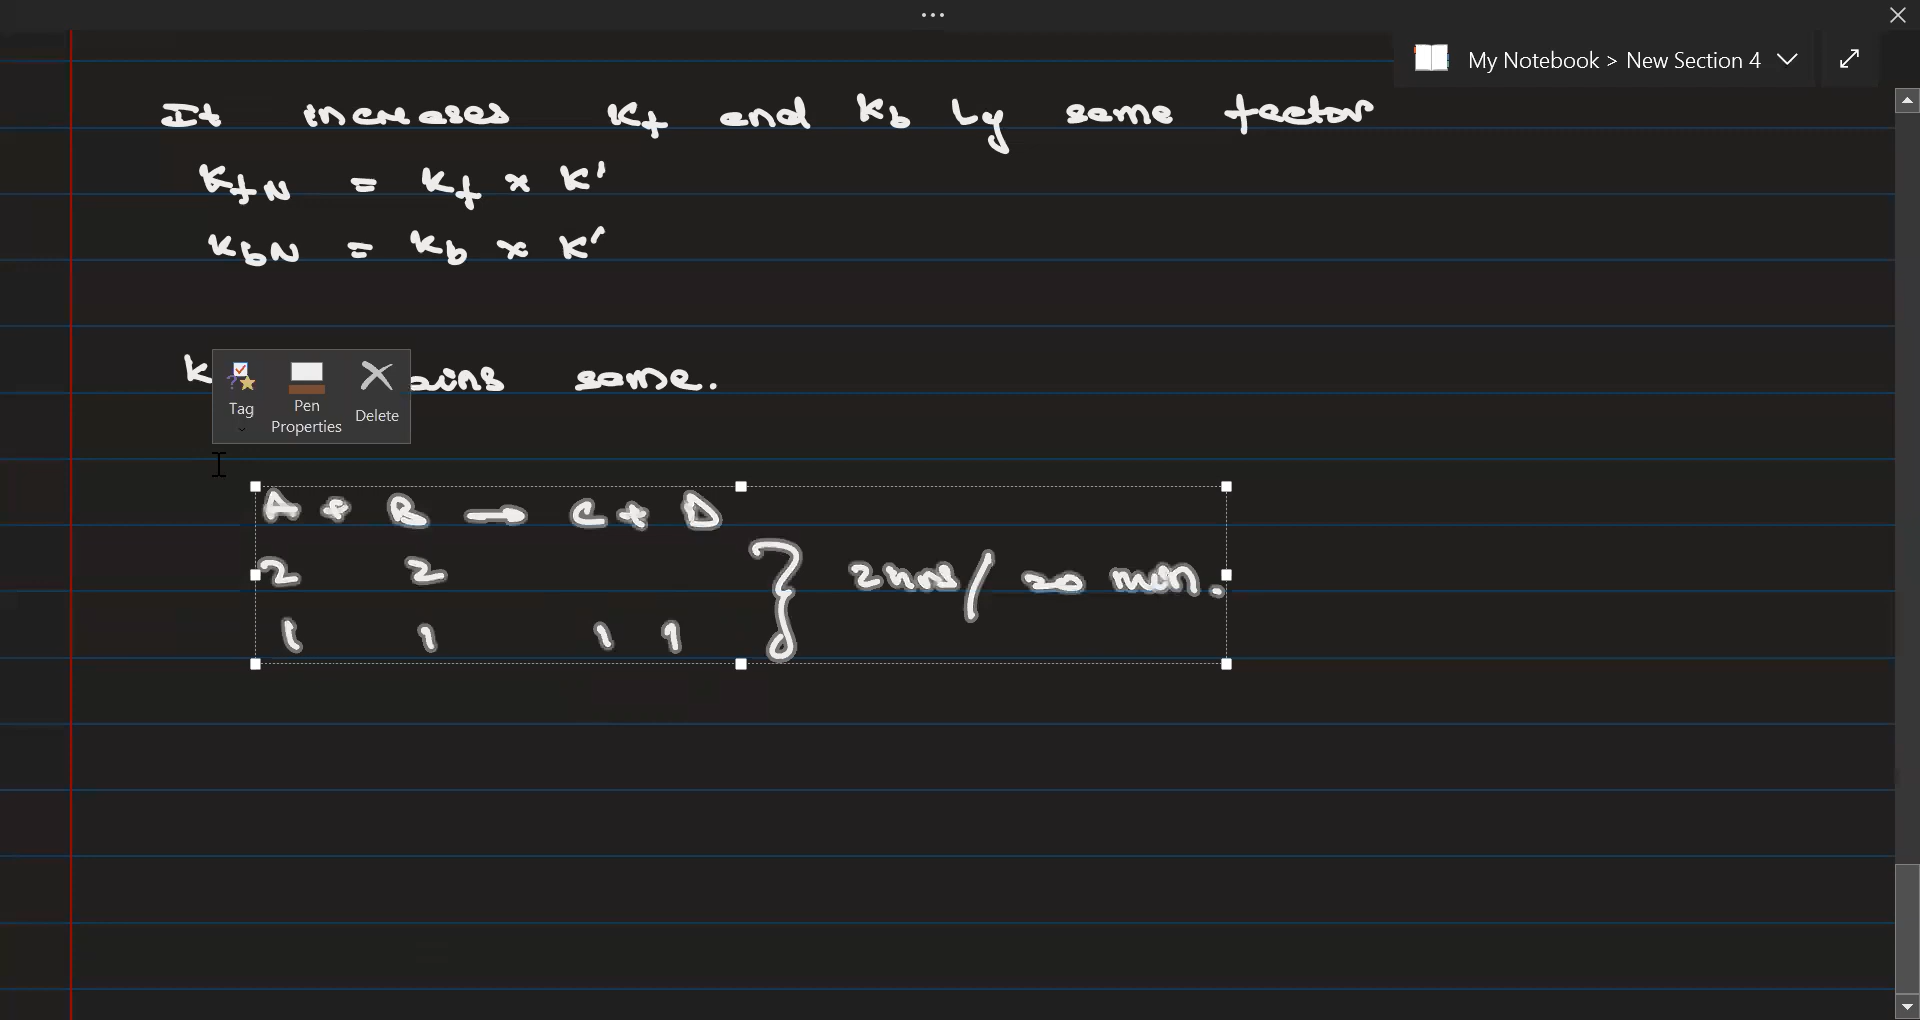 My Notebook > New Section 4
It increases Kf and Kb by same factor
KfN = Kf × K'
KbN = Kb × K'
same.
Tag
Pen Properties
Delete
A + B → C + D
2 2
1 1 1 1 } 2hrs/ 20 min.